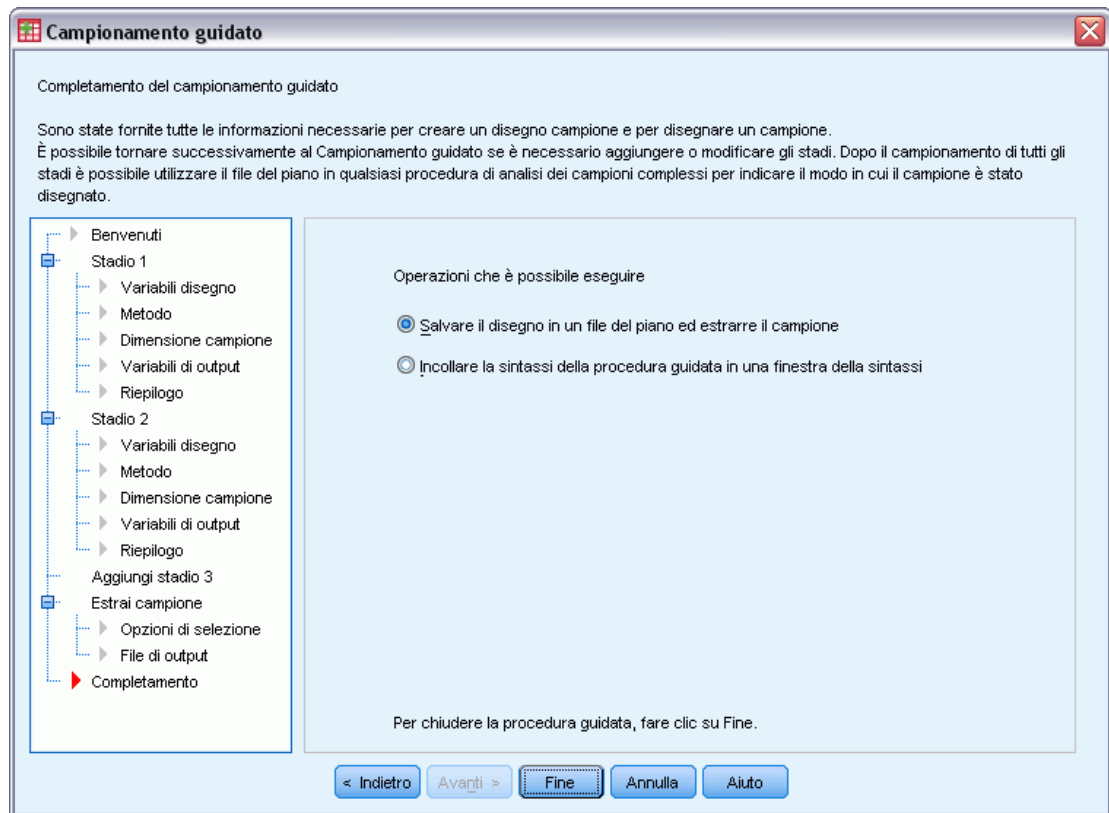 Campionamento guidato
Completamento del campionamento guidato
Sono state fornite tutte le informazioni necessarie per creare un disegno campione e per disegnare un campione.
È possibile tornare successivamente al Campionamento guidato se è necessario aggiungere o modificare gli stadi. Dopo il campionamento di tutti gli
stadi è possibile utilizzare il file del piano in qualsiasi procedura di analisi dei campioni complessi per indicare il modo in cui il campione è stato
disegnato.
Benvenuti
Stadio 1
Variabili disegno
Metodo
Dimensione campione
Variabili di output
Riepilogo
Stadio 2
Variabili disegno
Metodo
Dimensione campione
Variabili di output
Riepilogo
Aggiungi stadio 3
Estrai campione
Opzioni di selezione
File di output
Completamento
Operazioni che è possibile eseguire
Salvare il disegno in un file del piano ed estrarre il campione
Incollare la sintassi della procedura guidata in una finestra della sintassi
Per chiudere la procedura guidata, fare clic su Fine.
< Indietro
Avanti >
Fine
Annulla
Aiuto